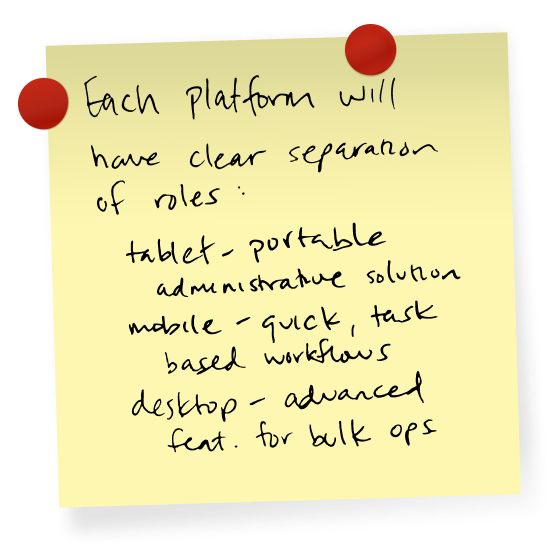 Each platform will
have clear separation
of roles:
tablet - portable
administrative solution
mobile - quick, task
based workflows
desktop - advanced
feat. for bulk ops